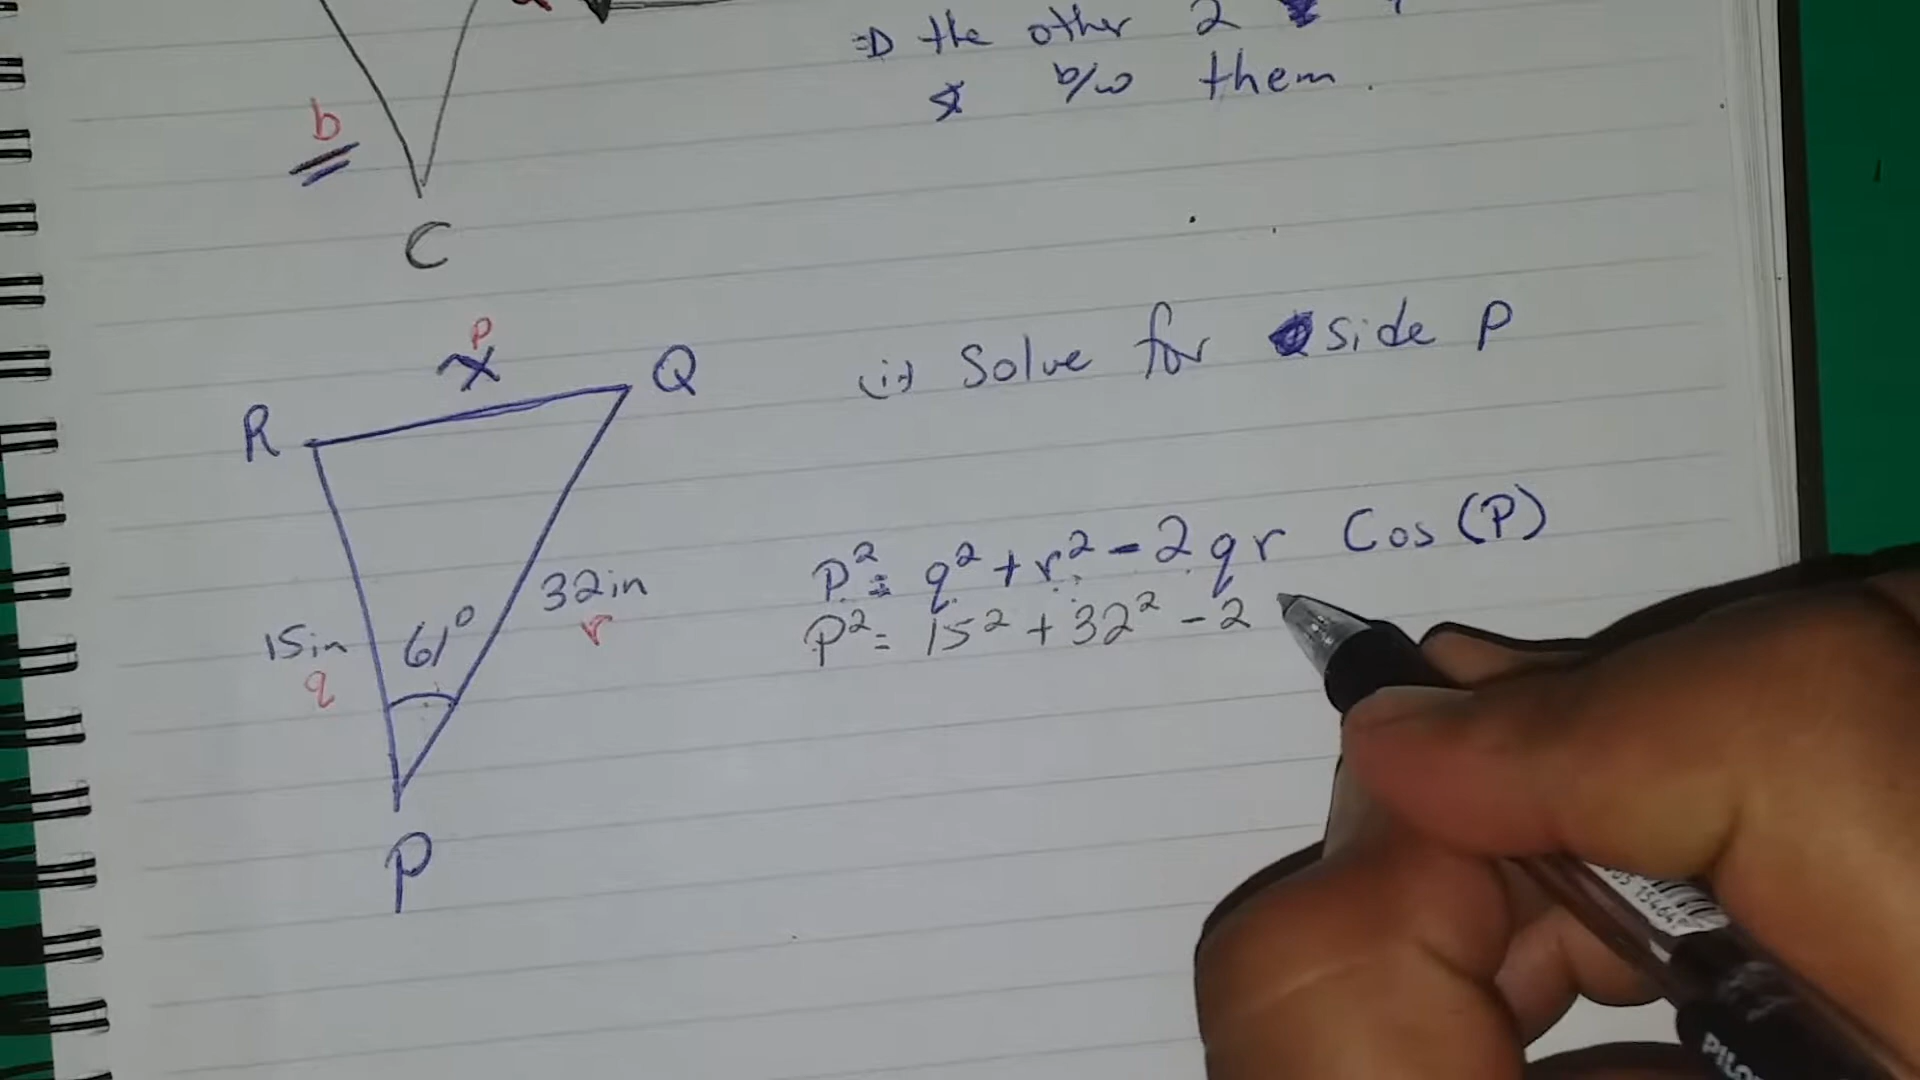 ⇒ the other 2
∢ b/w them.
b
C
p
x
Q
R
(i) Solve for side P
P² = q² + r² - 2qr Cos (P)
P² = 15² + 32² - 2
32in
r
15in
61°
q
P